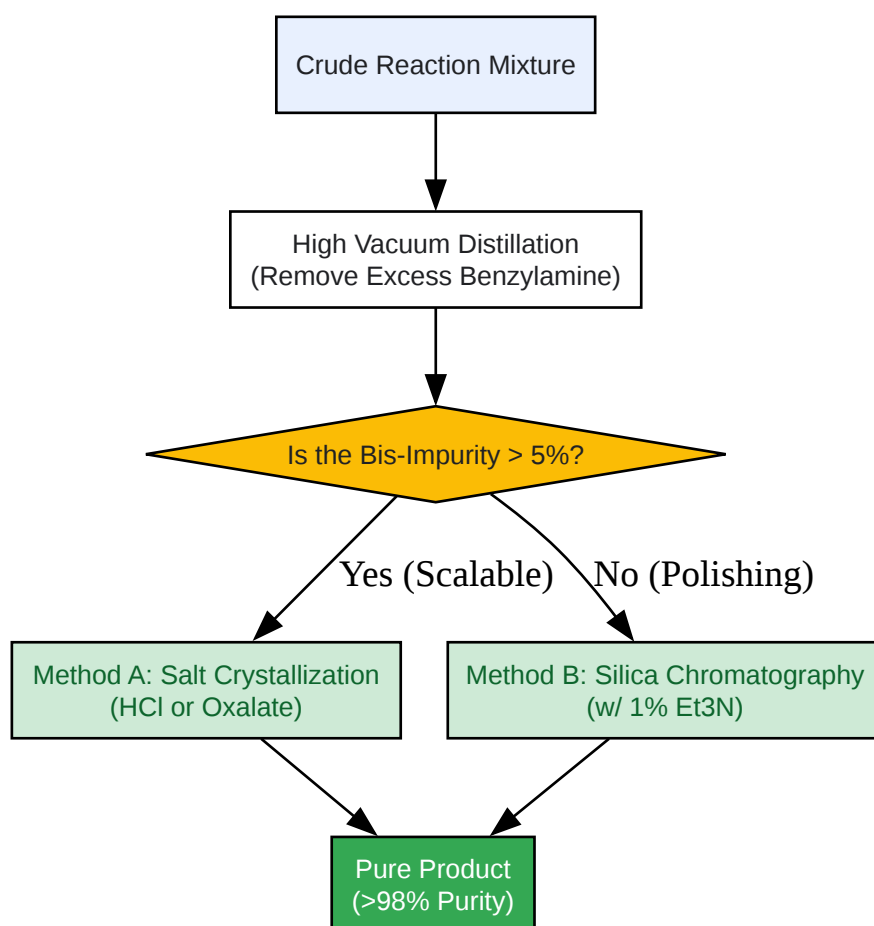 Crude Reaction Mixture
High Vacuum Distillation
(Remove Excess Benzylamine)
Is the Bis-Impurity > 5%?
Yes (Scalable)
No (Polishing)
Method A: Salt Crystallization
(HCl or Oxalate)
Method B: Silica Chromatography
(w/ 1% Et3N)
Pure Product
(>98% Purity)